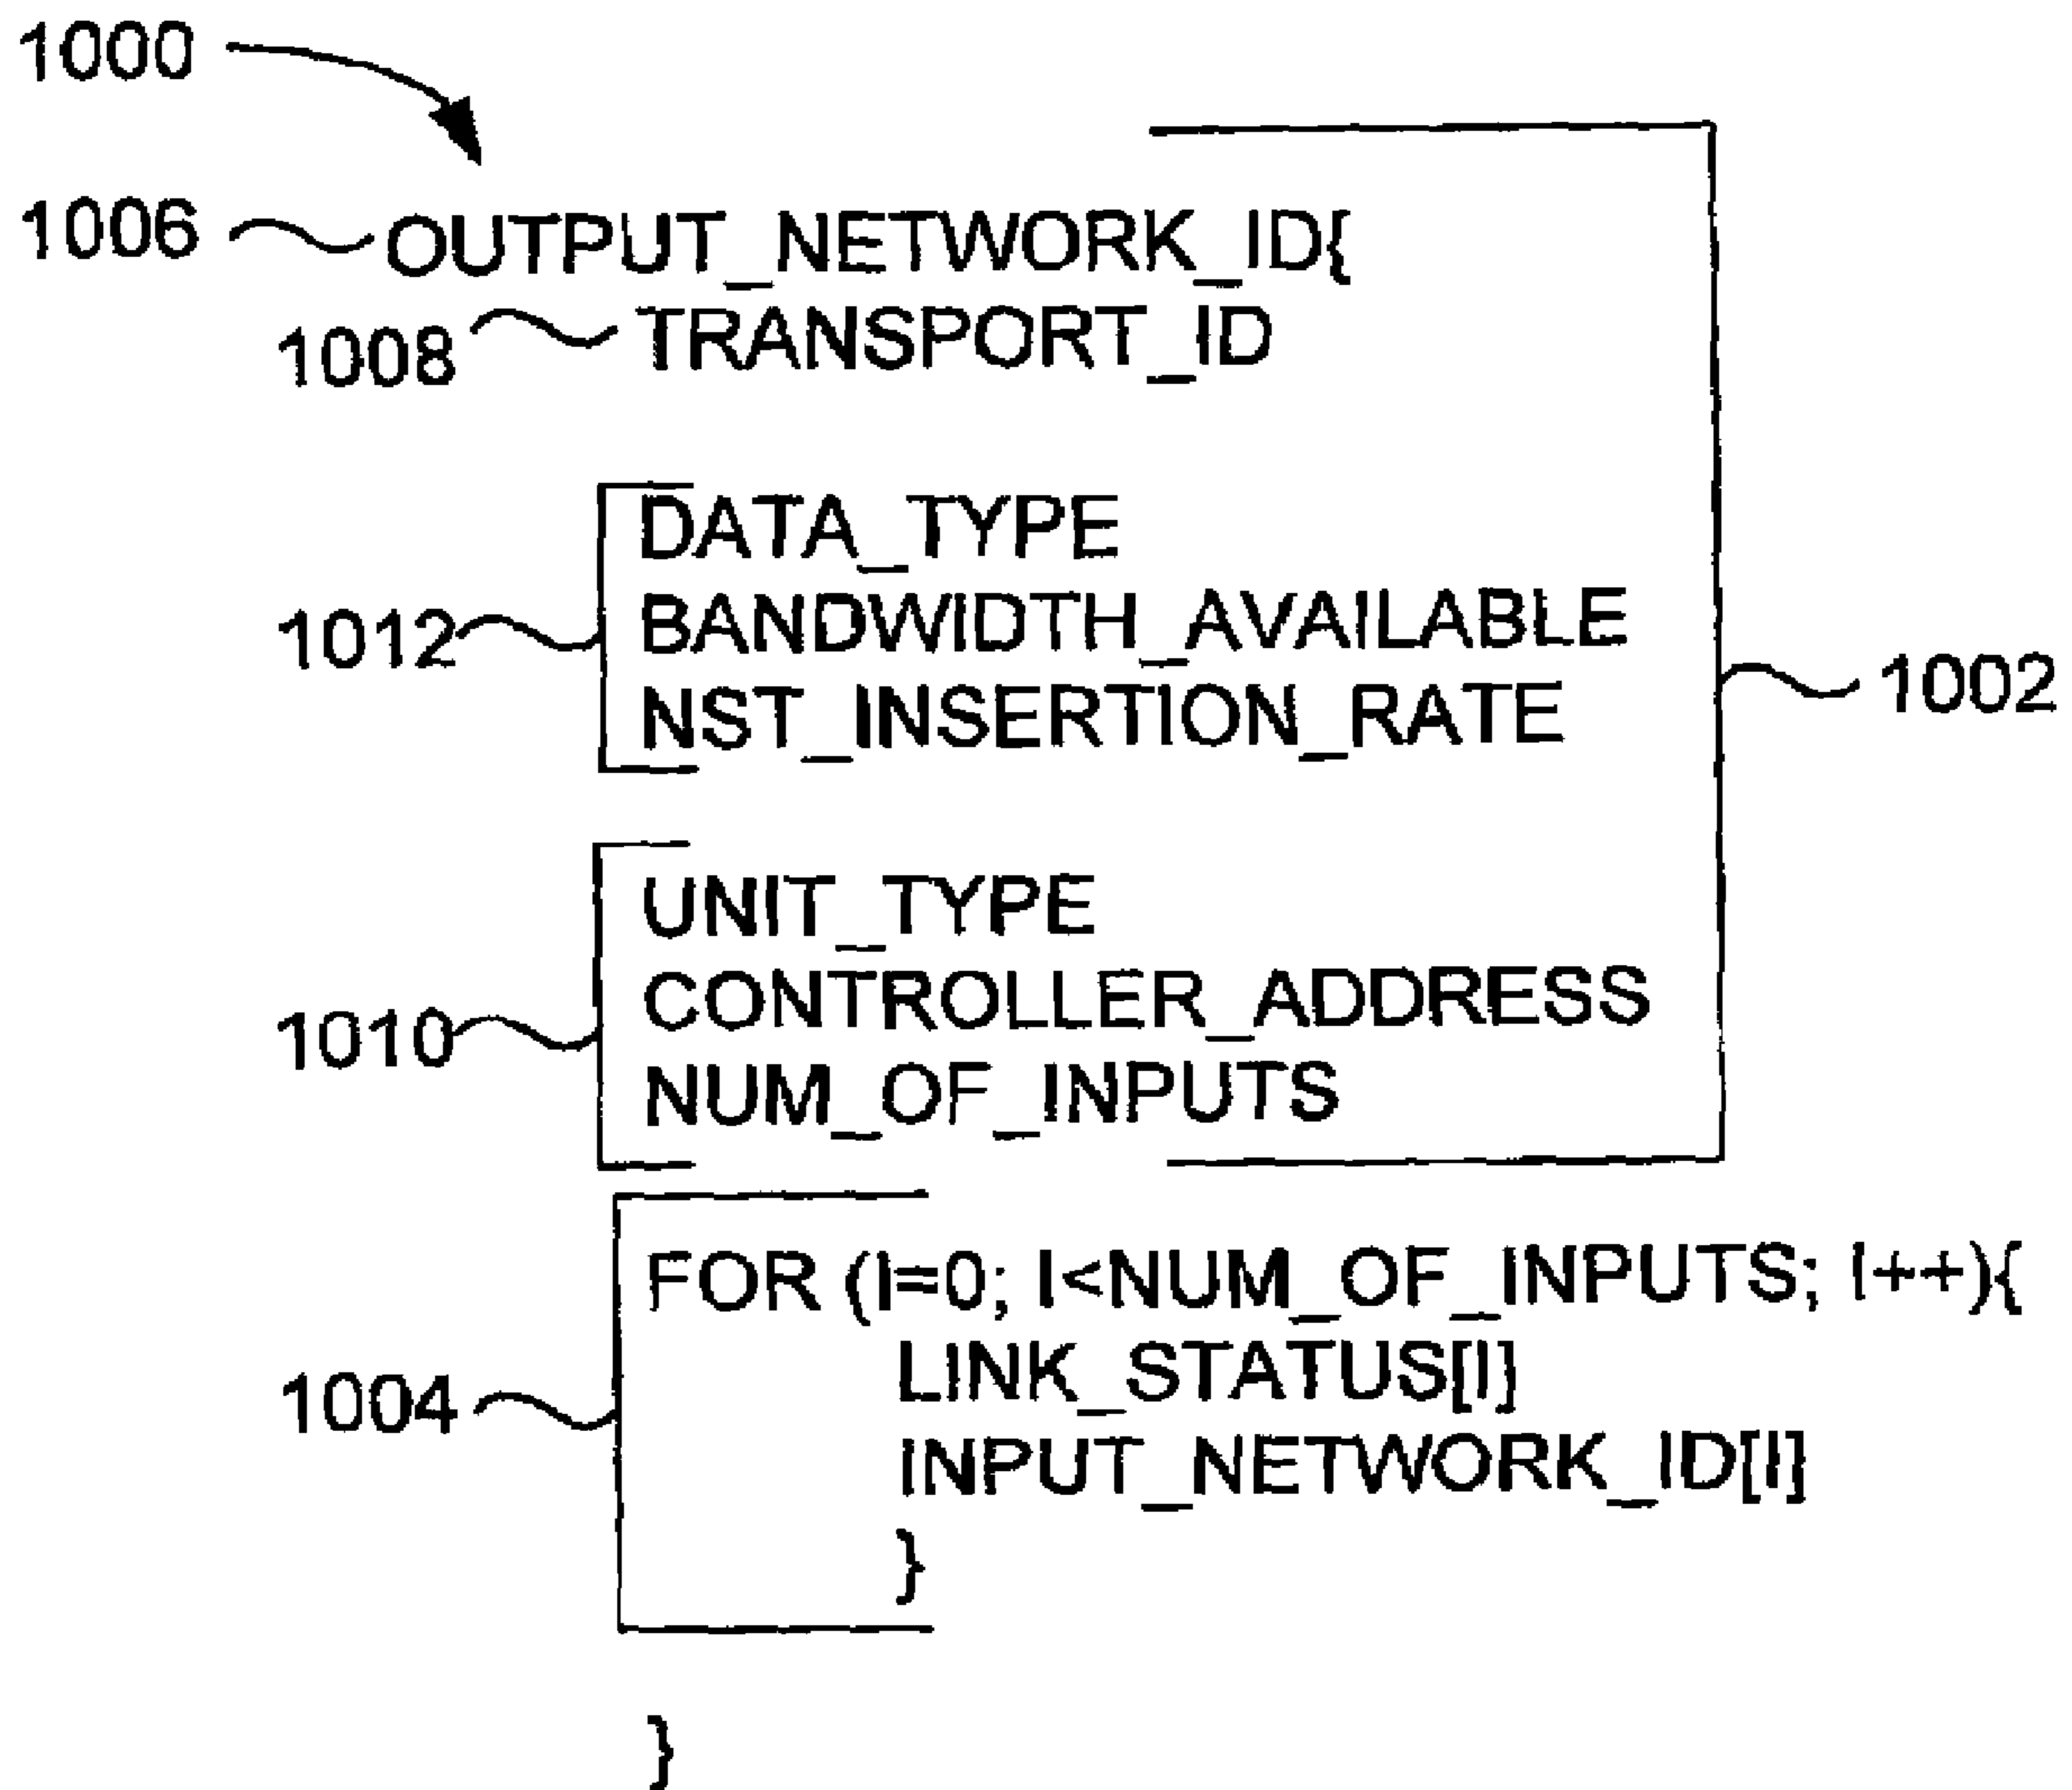 1000
1006 OUTPUT_NETWORK_ID{
1008 TRANSPORT_ID
DATA_TYPE
1012 BANDWIDTH_AVAILABLE
1002
NST_INSERTION_RATE
UNIT_TYPE
CONTROLLER_ADDRESS
1010
NUM_OF_INPUTS
FOR (I=0; I<NUM_OF_INPUTS; I++){
LINK_STATUS[I]
1004
INPUT_NETWORK_ID[I]
}
}